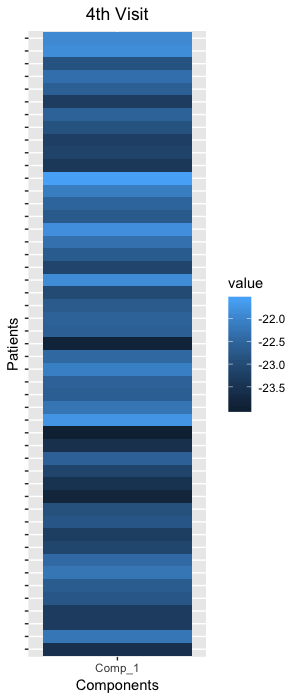 4th Visit
Patients
value
-22.0
-22.5
-23.0
-23.5
Comp_1
Components